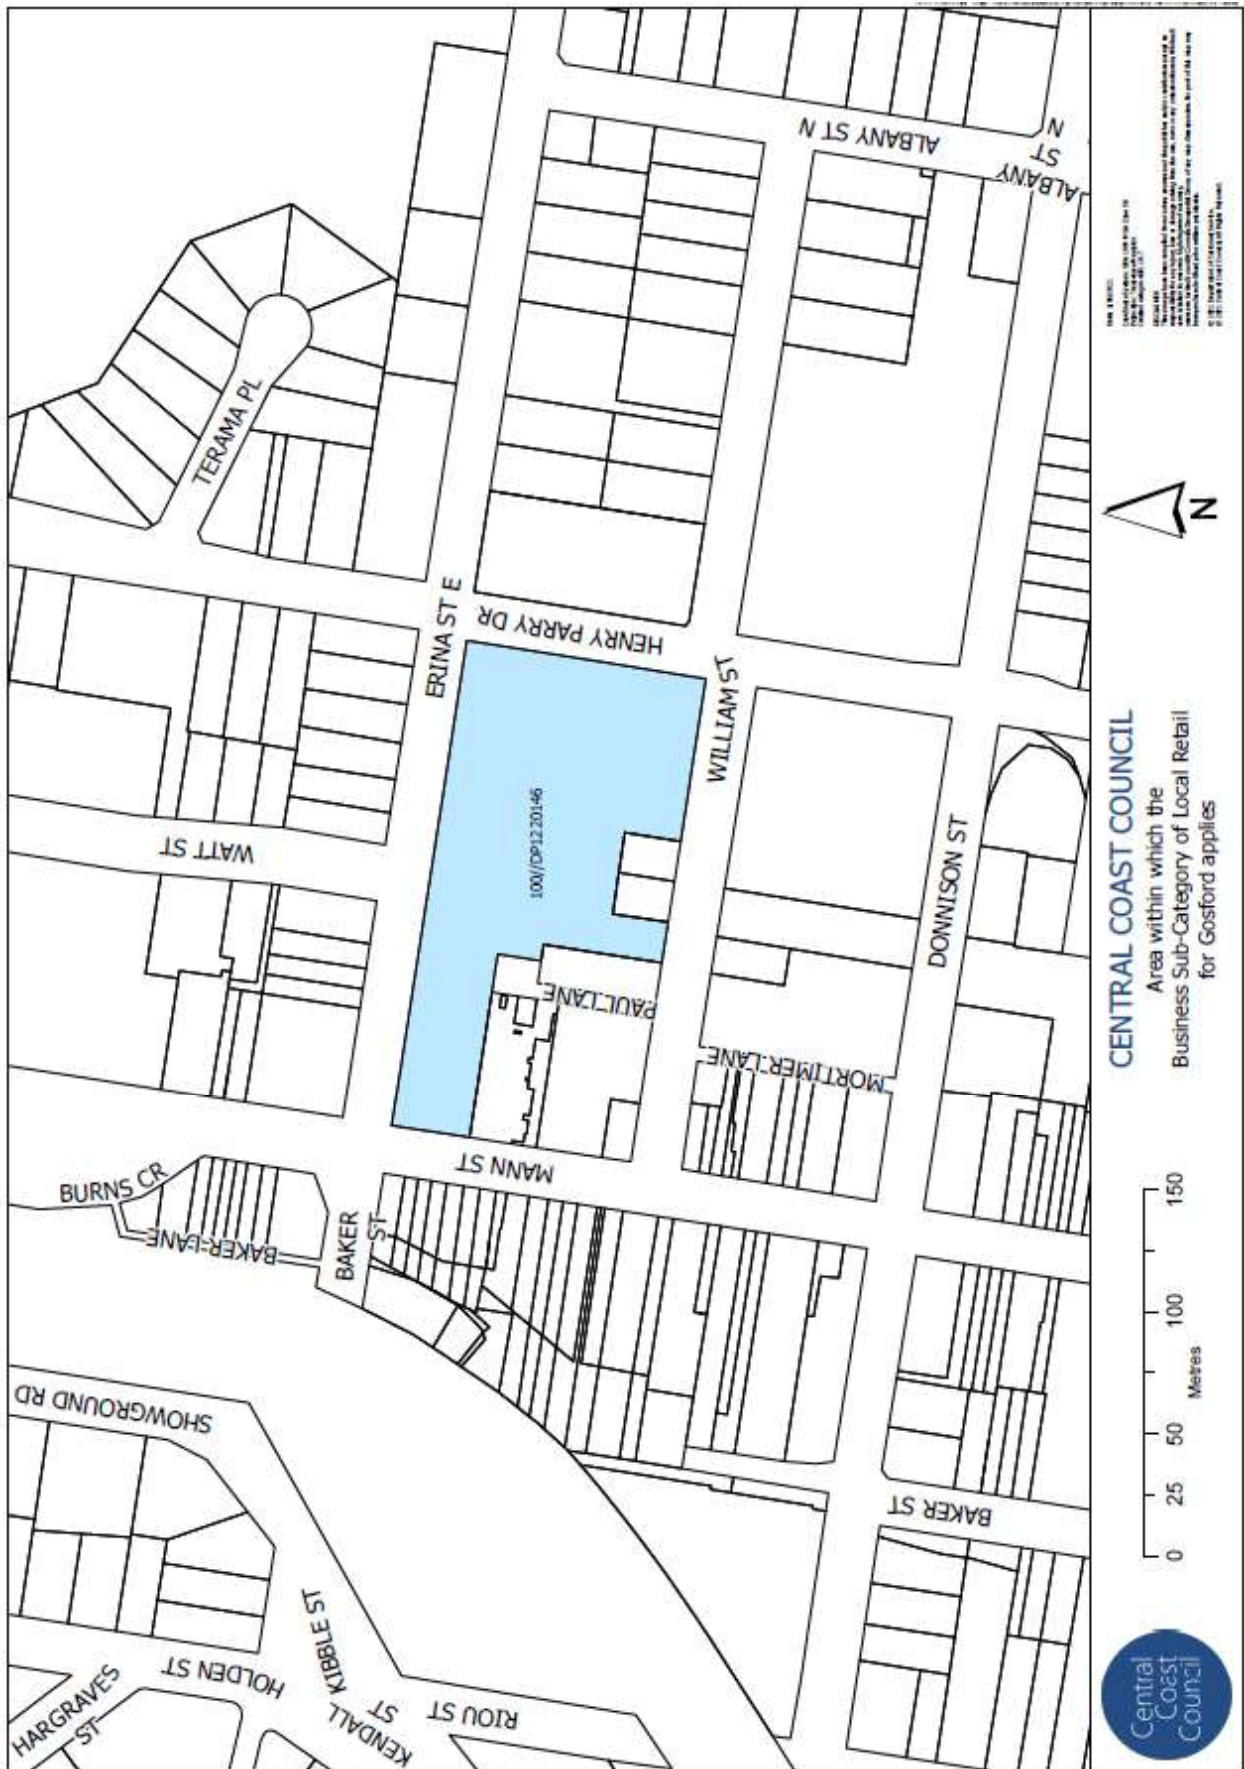 HARGRAVES
ST
HOLDEN ST
KIBBLE ST
KENDALL
ST
RIOU ST
SHOWGROUND RD
BURNS CR
BAKER LANE
BAKER
ST
MANN ST
WATT ST
TERAMA PL
ERINA ST E
HENRY PARRY DR
100//DP1220146
PAUL LANE
WILLIAM ST
MORTIMER LANE
DONNISON ST
BAKER ST
ALBANY ST N
ALBANY
ST
N
Central
Coast
Council
0 25 50 100 150
Metres
CENTRAL COAST COUNCIL
Area within which the
Business Sub-Category of Local Retail
for Gosford applies
N